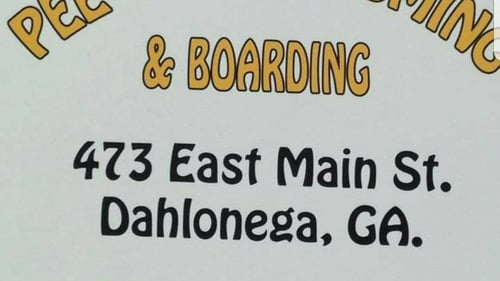 & BOARDING
473 East Main St.
Dahlonega, GA.